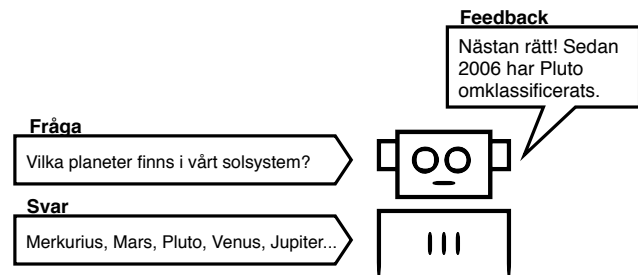 Feedback
Nästan rätt! Sedan
2006 har Pluto
omklassificerats.
Fråga
Vilka planeter finns i vårt solsystem?
Svar
Merkurius, Mars, Pluto, Venus, Jupiter...